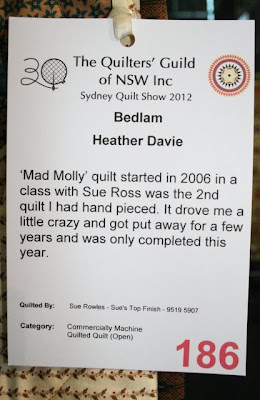 30
The Quilters' Guild
of NSW Inc
Sydney Quilt Show 2012
Bedlam
Heather Davie
'Mad Molly' quilt started in 2006 in a
class with Sue Ross was the 2nd
quilt I had hand pieced. It drove me a
little crazy and got put away for a few
years and was only completed this
year.
Quilted By: Sue Rowles - Sue's Top Finish - 9519 5907
Category: Commercially Machine
Quilted Quilt (Open)
186